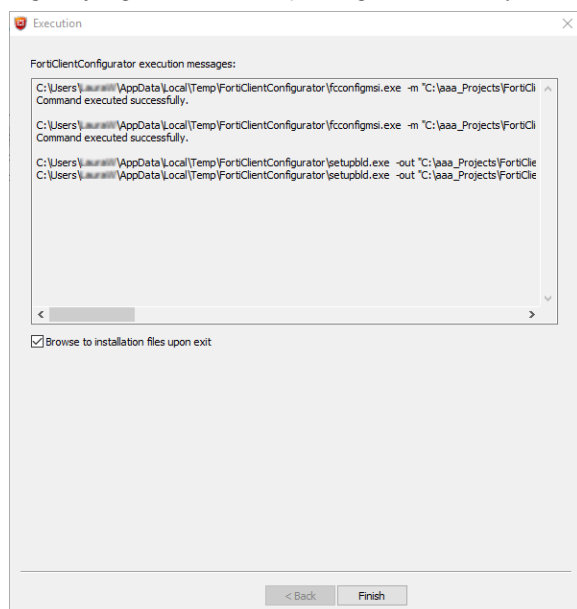 Execution
FortiClientConfigurator execution messages:
C:\Users\ \AppData\Local\Temp\FortiClientConfigurator\fcconfigmsi.exe -m "C:\aaa_Projects\FortiCli
Command executed successfully.
C:\Users\ \AppData\Local\Temp\FortiClientConfigurator\fcconfigmsi.exe -m "C:\aaa_Projects\FortiCli
Command executed successfully.
C:\Users\ \AppData\Local\Temp\FortiClientConfigurator\setupbld.exe -out "C:\aaa_Projects\FortiClie
C:\Users\ \AppData\Local\Temp\FortiClientConfigurator\setupbld.exe -out "C:\aaa_Projects\FortiClie
Browse to installation files upon exit
< Back Finish